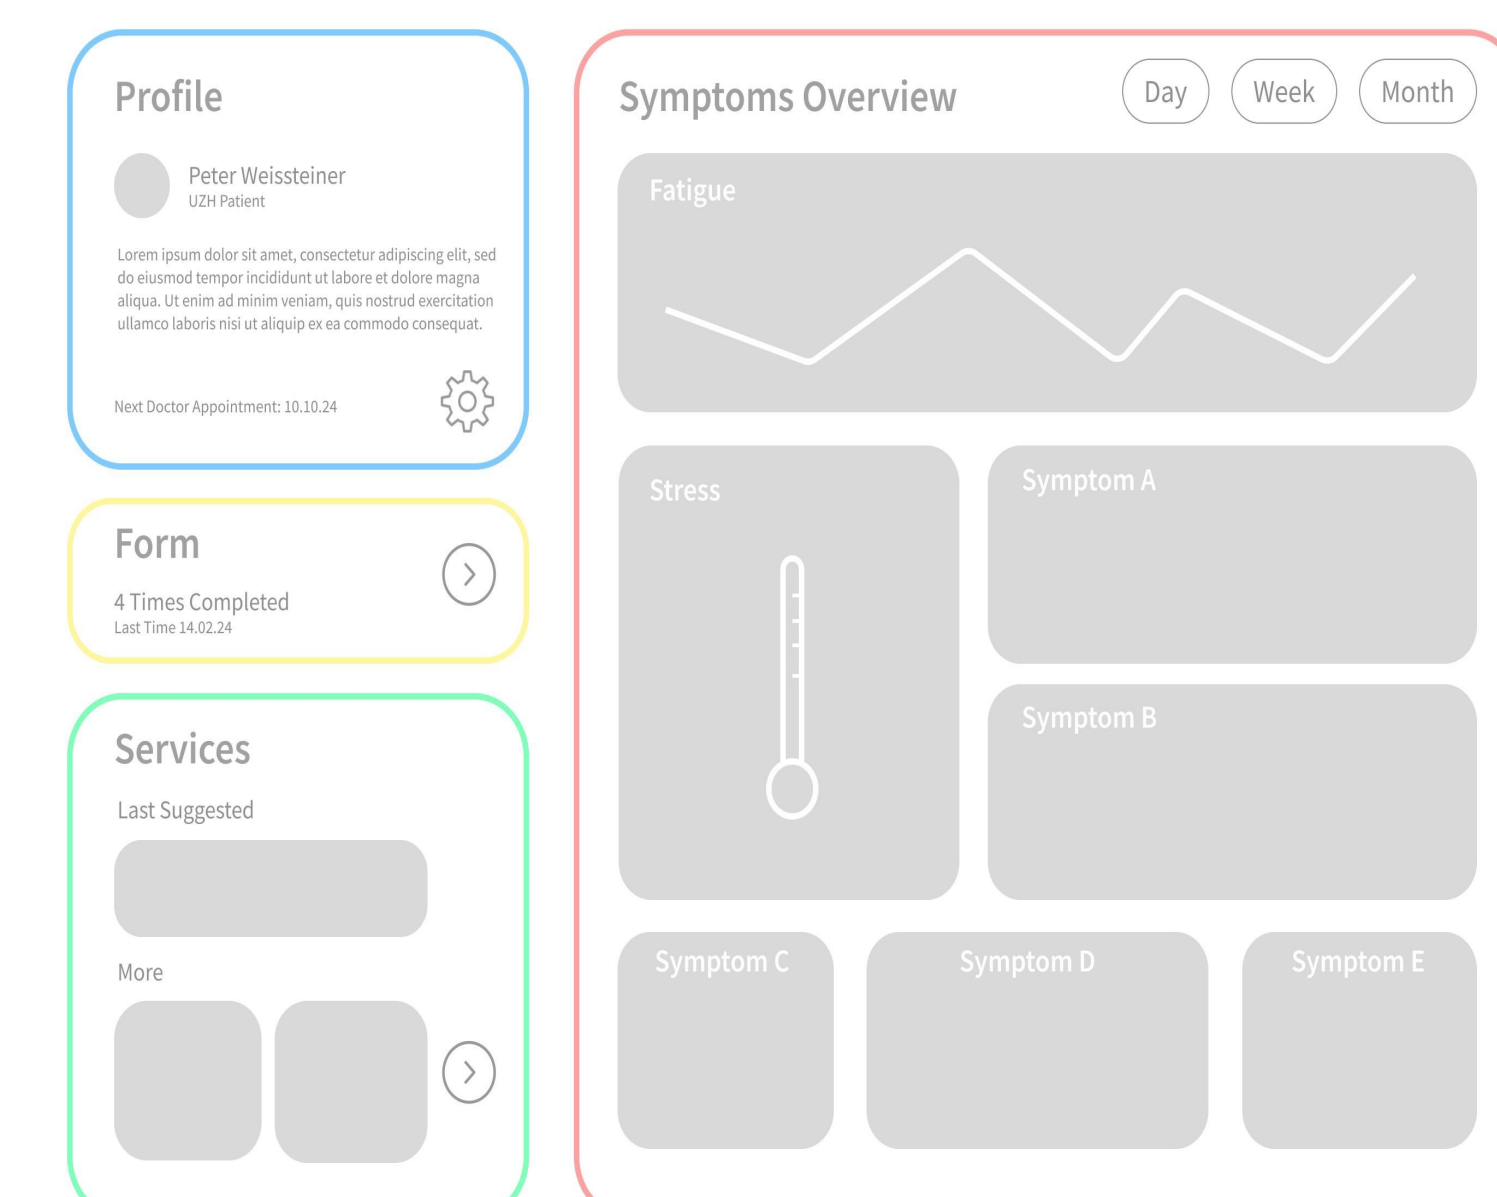 Profile
Peter Weissteiner
UZH Patient
Lorem ipsum dolor sit amet, consectetur adipiscing elit, sed
do eiusmod tempor incididunt ut labore et dolore magna
aliqua. Ut enim ad minim veniam, quis nostrud exercitation
ullamco laboris nisi ut aliquip ex ea commodo consequat.
Next Doctor Appointment: 10.10.24
Form
4 Times Completed
Last Time 14.02.24
Services
Last Suggested
More
Symptoms Overview
Day
Week
Month
Fatigue
Stress
Symptom A
Symptom B
Symptom C
Symptom D
Symptom E